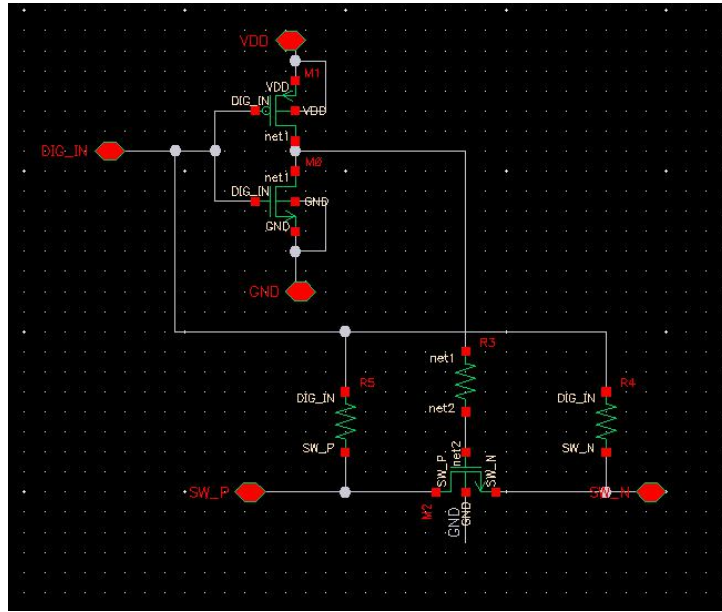 VDD
M1
VDD
DIG_IN
VDD
net1
DIG_IN
M0
net1
DIG_IN
GND
GND
GND
R3
net1
R5
R4
DIG_IN
net2
DIG_IN
SW_P
SW_P
net2
SW_N
SW_N
SW_P
SW_N
M2
GND
GND